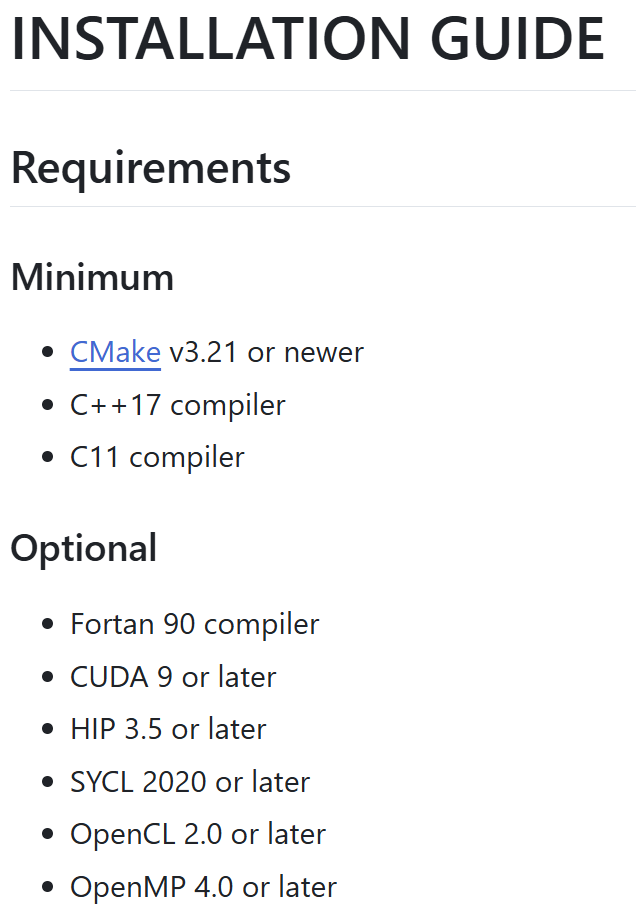 INSTALLATION GUIDE
Requirements
Minimum
CMake v3.21 or newer
C++17 compiler
C11 compiler
Optional
Fortan 90 compiler
CUDA 9 or later
HIP 3.5 or later
SYCL 2020 or later
OpenCL 2.0 or later
OpenMP 4.0 or later